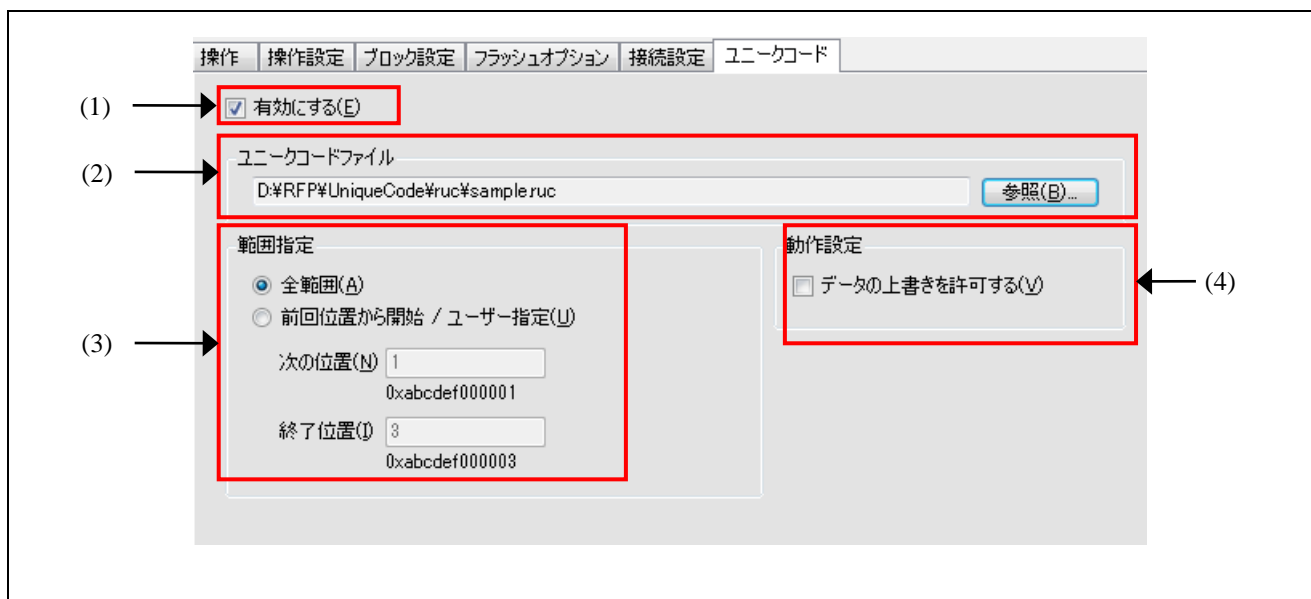 操作 操作設定 ブロック設定 フラッシュオプション 接続設定 ユニークコード
(1) 有効にする(E)
(2) ユニークコードファイル
D:¥RFP¥UniqueCode¥ruc¥sample.ruc 参照(B)...
範囲指定 動作設定
全範囲(A) データの上書きを許可する(V) (4)
前回位置から開始 / ユーザー指定(U)
(3) 次の位置(N) 1
0xabcdef000001
終了位置(I) 3
0xabcdef000003